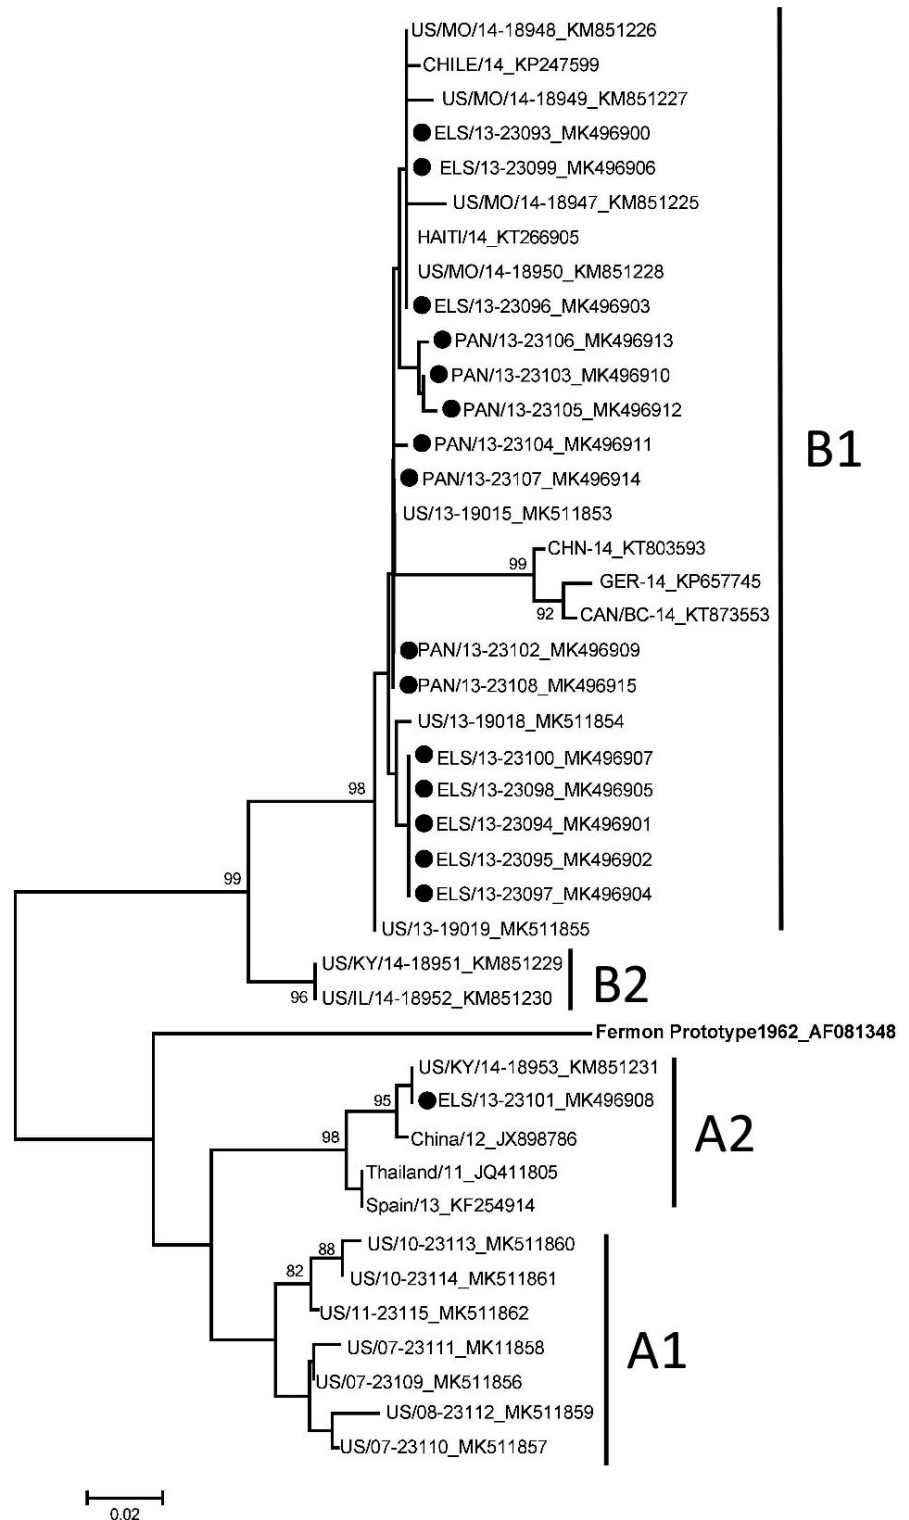 US/MO/14-18948_KM851226
CHILE/14_KP247599
US/MO/14-18949_KM851227
ELS/13-23093_MK496900
ELS/13-23099_MK496906
US/MO/14-18947_KM851225
HAITI/14_KT266905
US/MO/14-18950_KM851228
ELS/13-23096_MK496903
PAN/13-23106_MK496913
PAN/13-23103_MK496910
PAN/13-23105_MK496912
PAN/13-23104_MK496911
B1
PAN/13-23107_MK496914
US/13-19015_MK511853
CHN-14_KT803593
99
GER-14_KP657745
92
CAN/BC-14_KT873553
PAN/13-23102_MK496909
PAN/13-23108_MK496915
US/13-19018_MK511854
ELS/13-23100_MK496907
98
ELS/13-23098_MK496905
ELS/13-23094_MK496901
ELS/13-23095_MK496902
99
ELS/13-23097_MK496904
US/13-19019_MK511855
US/KY/14-18951_KM851229
B2
96
US/IL/14-18952_KM851230
Fermon Prototype1962_AF081348
US/KY/14-18953_KM851231
95
ELS/13-23101_MK496908
A2
98
China/12_JX898786
Thailand/11_JQ411805
Spain/13_KF254914
US/10-23113_MK511860
88
82
US/10-23114_MK511861
US/11-23115_MK511862
US/07-23111_MK11858
A1
US/07-23109_MK511856
US/08-23112_MK511859
US/07-23110_MK511857
0.02